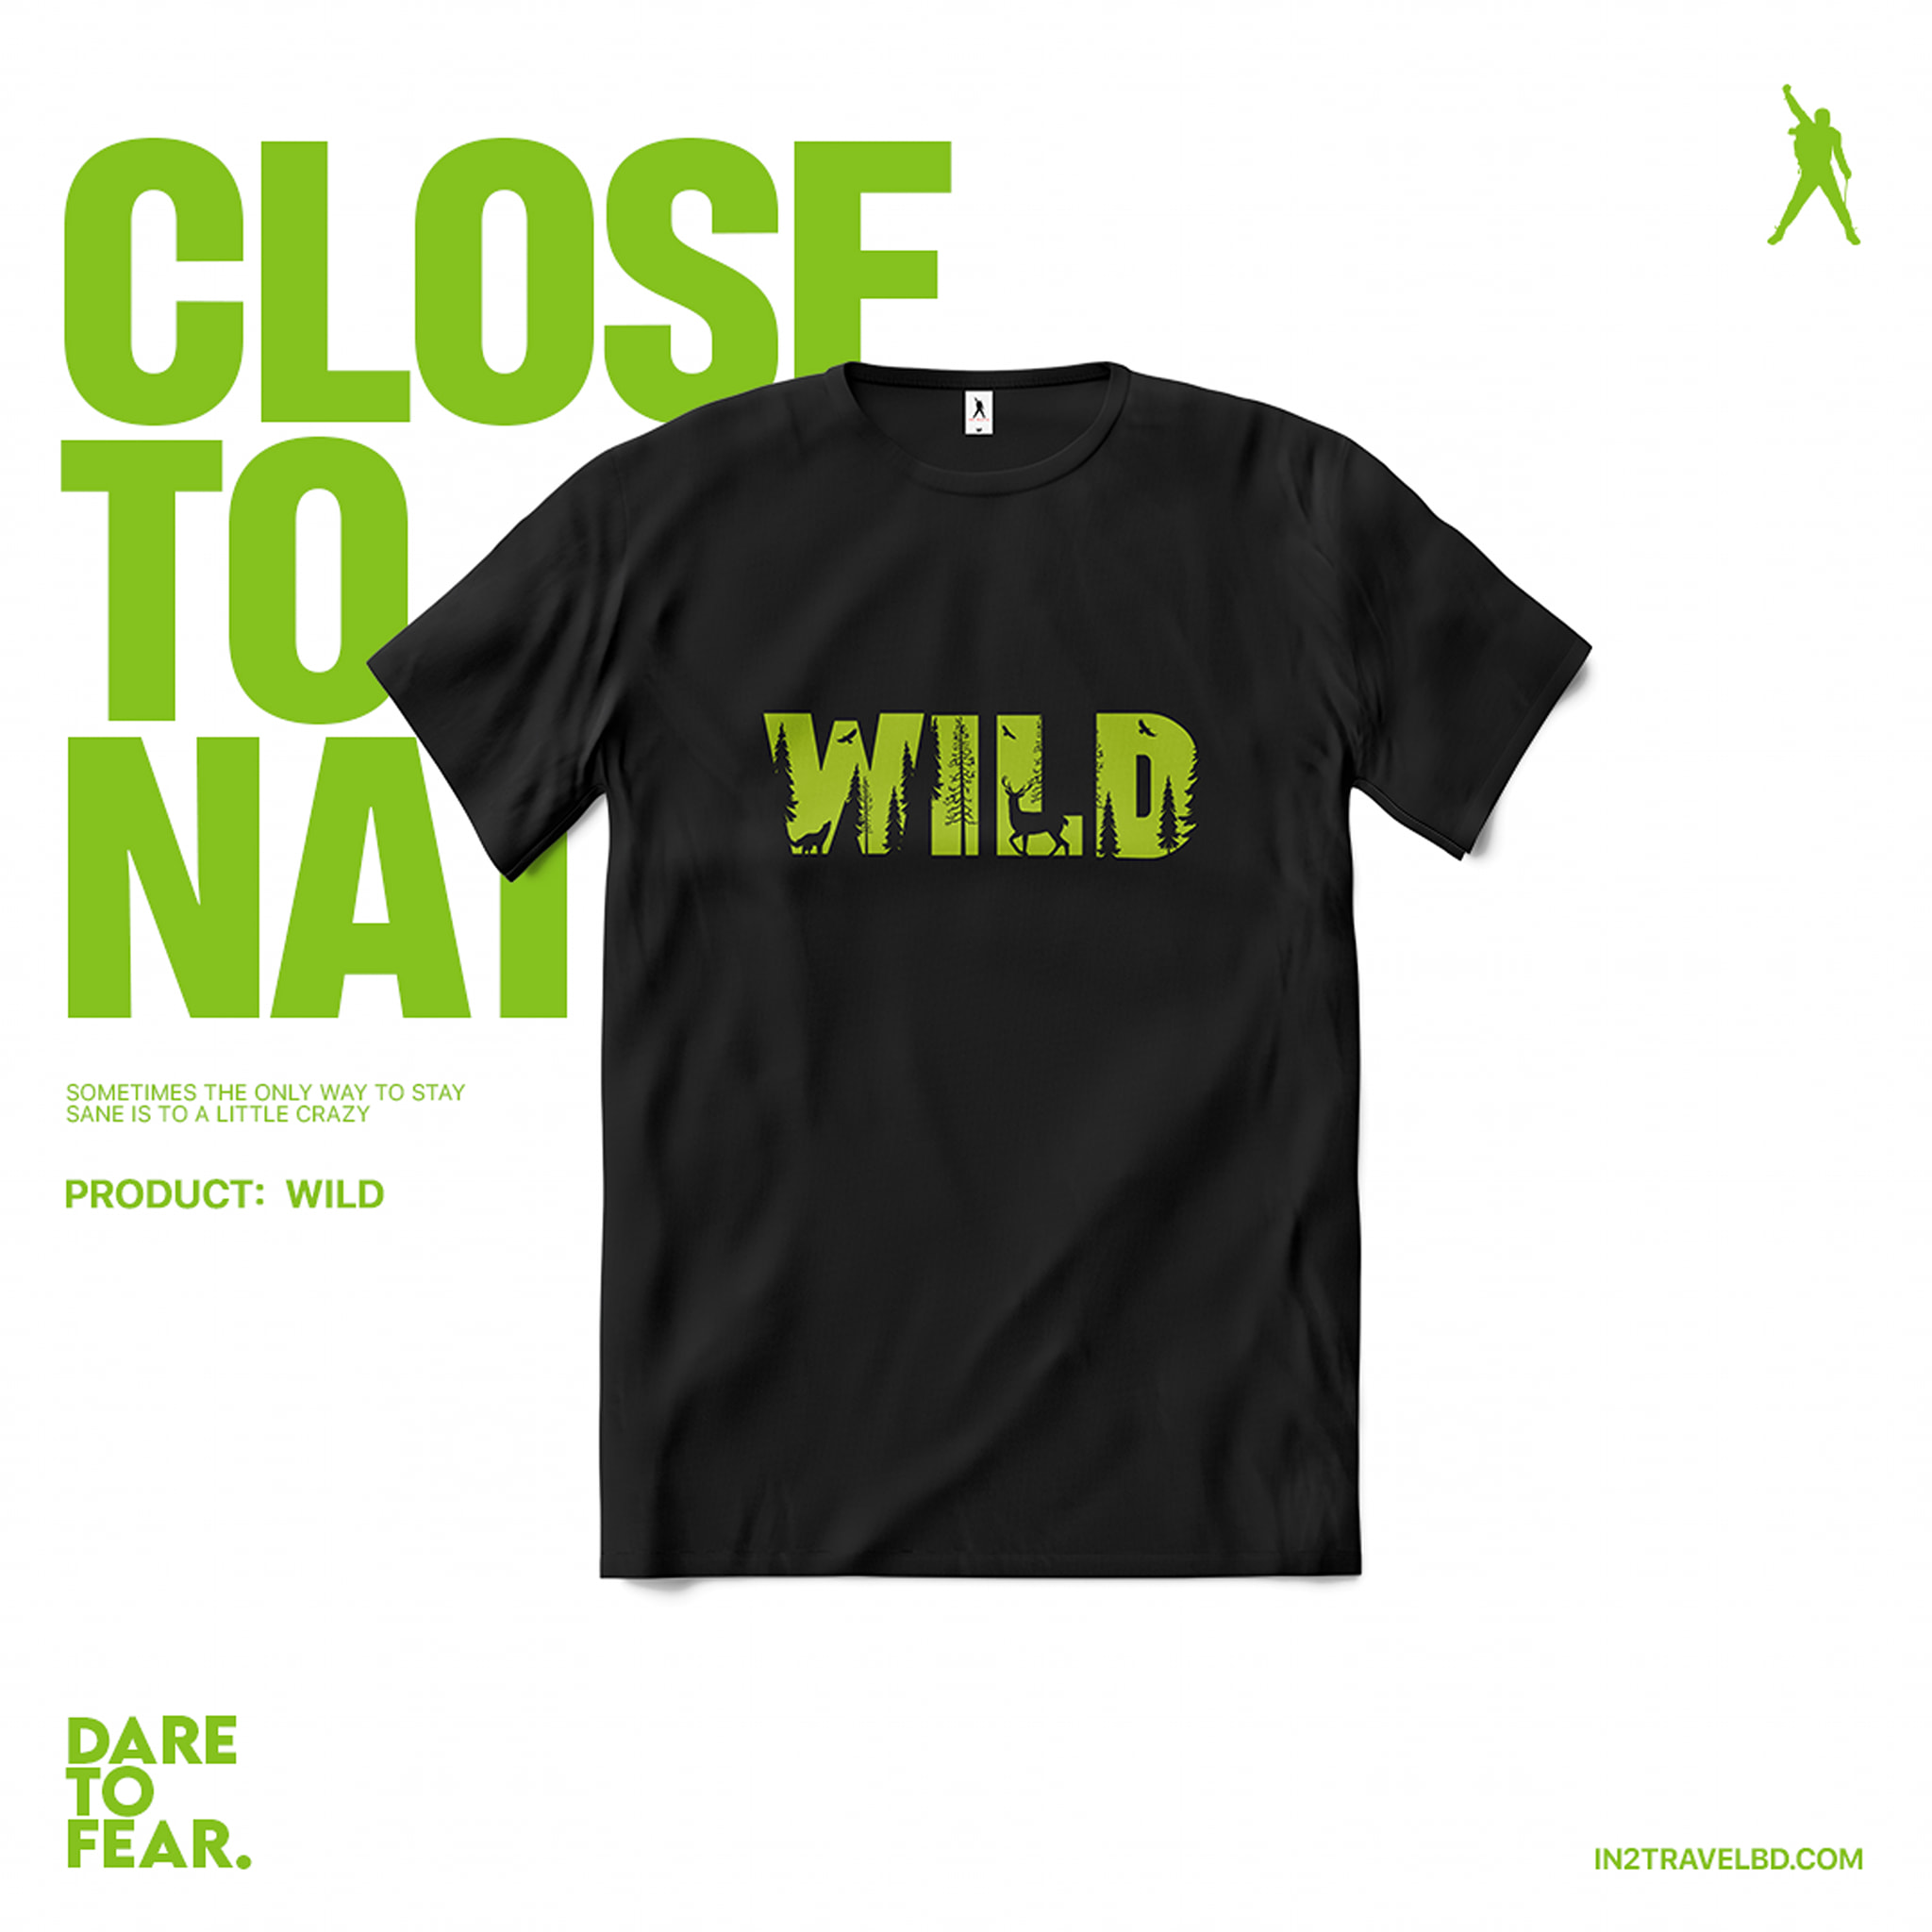 CLOSE
TO
NAT
WILD
SOMETIMES THE ONLY WAY TO STAY
SANE IS TO A LITTLE CRAZY
PRODUCT: WILD
DARE
TO
FEAR.
IN2TRAVELBD.COM